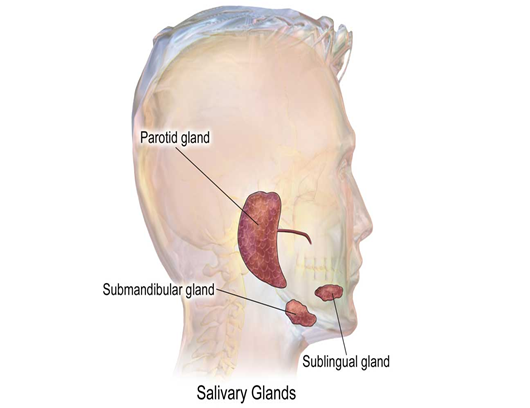 Parotid gland
Submandibular gland
Sublingual gland
Salivary Glands